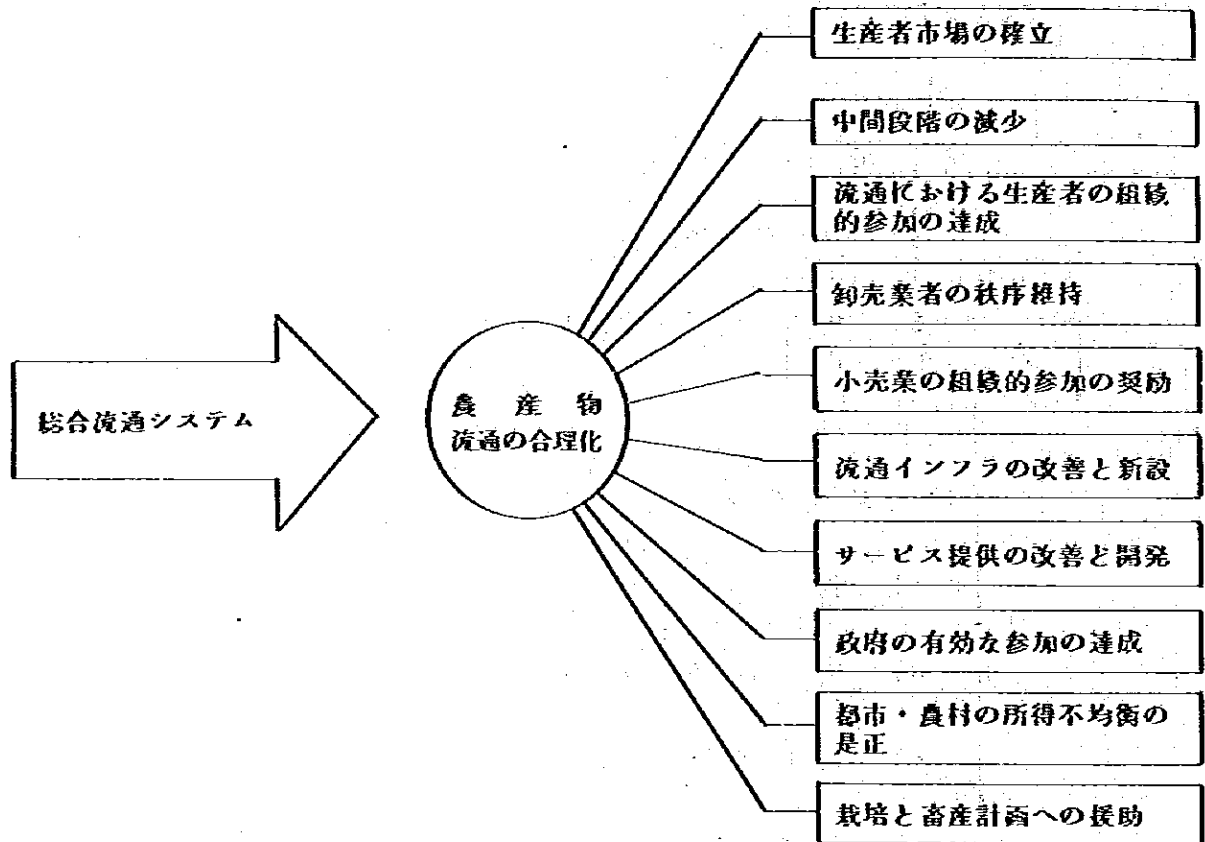 生産者市場の確立
中間段階の減少
流通における生産者の組織
的参加の達成
卸売業者の秩序維持
小売業の組織的参加の奨励
流通インフラの改善と新設
サービス提供の改善と開発
政府の有効な参加の達成
都市・農村の所得不均衡の
是正
栽培と畜産計画への援助
総合流通システム
農産物
流通の合理化